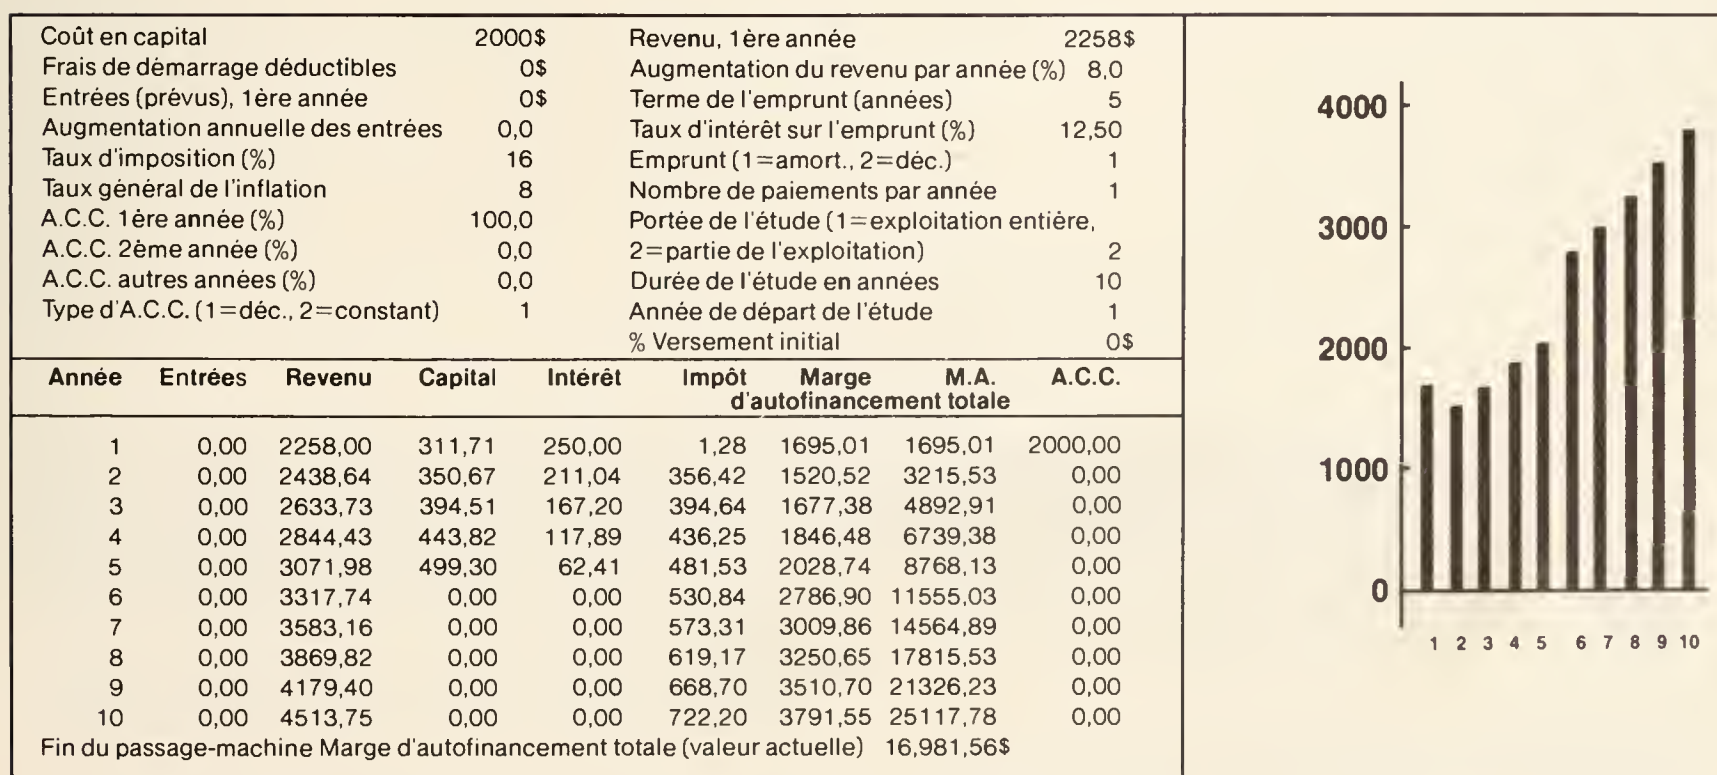 Coût en capital 2000$ Revenu, 1ère année 2258$
Frais de démarrage déductibles 0$ Augmentation du revenu par année (%) 8,0
Entrées (prévus), 1ère année 0$ Terme de l'emprunt (années) 5
Augmentation annuelle des entrées 0,0 Taux d'intérêt sur l'emprunt (%) 12,50
Taux d'imposition (%) 16 Emprunt (1=amort., 2=déc.) 1
Taux général de l'inflation 8 Nombre de paiements par année 1
A.C.C. 1ère année (%) 100,0 Portée de l'étude (1=exploitation entière,
A.C.C. 2ème année (%) 0,0 2=partie de l'exploitation) 2
A.C.C. autres années (%) 0,0 Durée de l'étude en années 10
Type d'A.C.C. (1=déc., 2=constant) 1 Année de départ de l'étude 1
% Versement initial 0$
Année Entrées Revenu Capital Intérêt Impôt Marge M.A. A.C.C.
d'autofinancement totale
1 0,00 2258,00 311,71 250,00 1,28 1695,01 1695,01 2000,00
2 0,00 2438,64 350,67 211,04 356,42 1520,52 3215,53 0,00
3 0,00 2633,73 394,51 167,20 394,64 1677,38 4892,91 0,00
4 0,00 2844,43 443,82 117,89 436,25 1846,48 6739,38 0,00
5 0,00 3071,98 499,30 62,41 481,53 2028,74 8768,13 0,00
6 0,00 3317,74 0,00 0,00 530,84 2786,90 11555,03 0,00
7 0,00 3583,16 0,00 0,00 573,31 3009,86 14564,89 0,00
8 0,00 3869,82 0,00 0,00 619,17 3250,65 17815,53 0,00
9 0,00 4179,40 0,00 0,00 668,70 3510,70 21326,23 0,00
10 0,00 4513,75 0,00 0,00 722,20 3791,55 25117,78 0,00
Fin du passage-machine Marge d'autofinancement totale (valeur actuelle) 16,981,56$
4000
3000
2000
1000
0
1 2 3 4 5 6 7 8 9 10